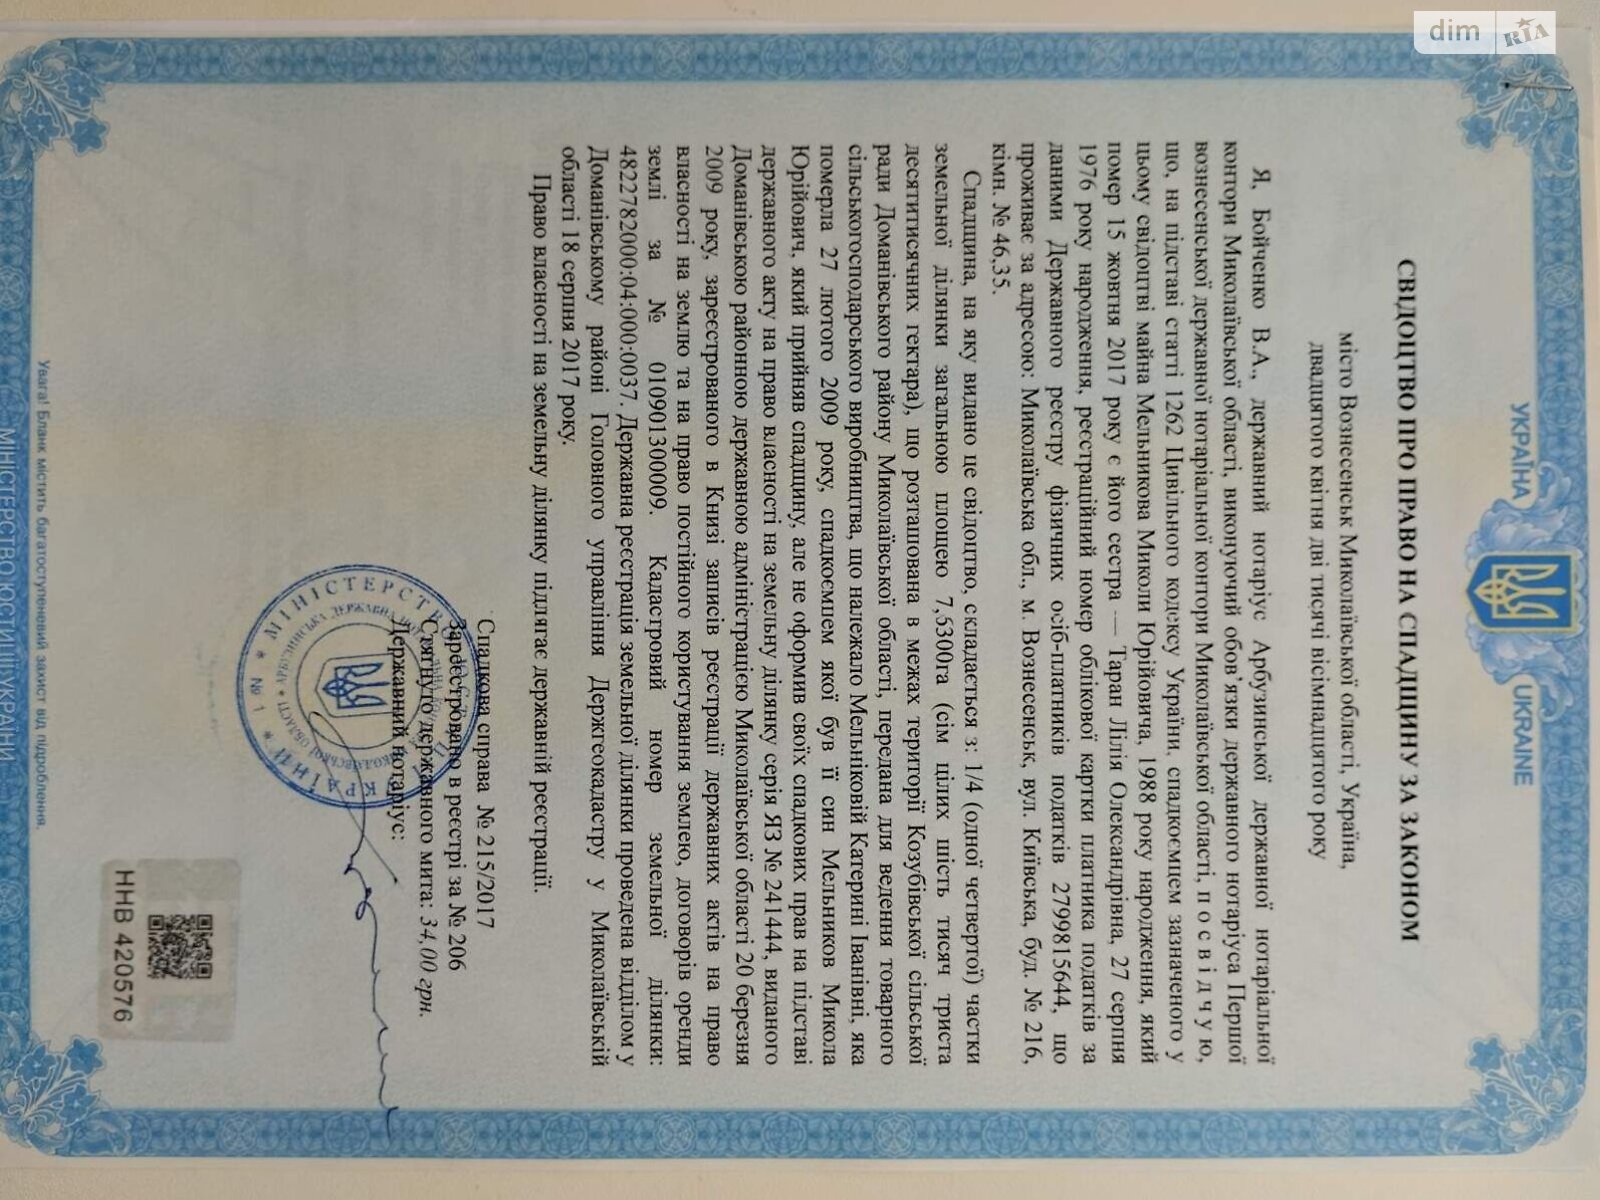 dim RIA
УКРАЇНА UKRAINE
СВІДОЦТВО ПРО ПРАВО НА СПАДЩИНУ ЗА ЗАКОНОМ
місто Вознесенськ Миколаївської області, Україна,
двадцятого квітня дві тисячі вісімнадцятого року
Я, Бойченко В.А., державний нотаріус Арбузинської державної нотаріальної
контори Миколаївської області, виконуючий обов’язки державного нотаріуса Першої
вознесенської державної нотаріальної контори Миколаївської області, п о с в і д ч у ю,
що, на підставі статті 1262 Цивільного кодексу України, спадкоємцем зазначеного у
цьому свідоцтві майна Мельникова Миколи Юрійовича, 1988 року народження, який
помер 15 жовтня 2017 року є його сестра — Таран Лілія Олександрівна, 27 серпня
1976 року народження, реєстраційний номер облікової картки платника податків за
даними Державного реєстру фізичних осіб-платників податків 2799815644, що
проживає за адресою: Миколаївська обл., м. Вознесенськ, вул. Київська, буд. № 216,
кімн. № 46,35.
Спадщина, на яку видано це свідоцтво, складається з: 1/4 (одної четвертої) частки
земельної ділянки загальною площею 7,6300га (сім цілих шість тисяч триста
десятитисячних гектара), що розташована в межах території Козубівської сільської
ради Доманівського району Миколаївської області, передана для ведення товарного
сільськогосподарського виробництва, що належало Мельніковій Катерині Іванівні, яка
померла 27 лютого 2009 року, спадкоємцем якої був її син Мельников Микола
Юрійович, який прийняв спадщину, але не оформив своїх спадкових прав на підставі
державного акту на право власності на земельну ділянку серія ЯЗ № 241444, виданого
Доманівською районною державною адміністрацією Миколаївської області 20 березня
2009 року, зареєстрованого в Книзі записів реєстрації державних актів на право
власності на землю та на право постійного користування землею, договорів оренди
землі за № 010901300009. Кадастровий номер земельної ділянки:
4822782000:04:000:0037. Державна реєстрація земельної ділянки проведена відділом у
Доманівському районі Головного управління Держгеокадастру у Миколаївській
області 18 серпня 2017 року.
Право власності на земельну ділянку підлягає державній реєстрації.
Спадкова справа № 215/2017
Зареєстровано в реєстрі за № 206
Стягнуто державного мита: 34,00 грн.
Державний нотаріус:
№ 1
ННВ 420576
Увага! Бланк містить багатоступеневий захист від підроблення.
МІНІСТЕРСТВО ЮСТИЦІЇ УКРАЇНИ